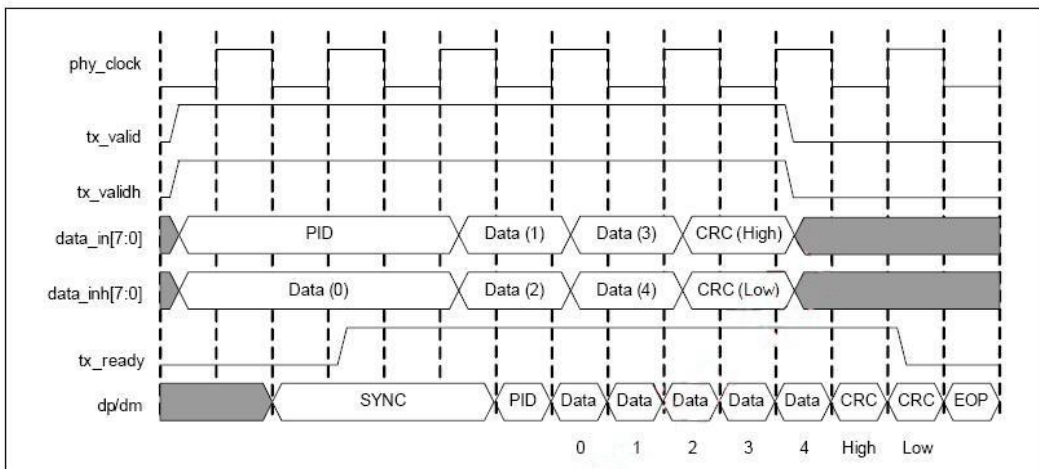 phy_clock
tx_valid
tx_validh
data_in[7:0] PID Data (1) Data (3) CRC (High)
data_inh[7:0] Data (0) Data (2) Data (4) CRC (Low)
tx_ready
dp/dm SYNC PID Data Data Data Data Data CRC CRC EOP
0 1 2 3 4 High Low